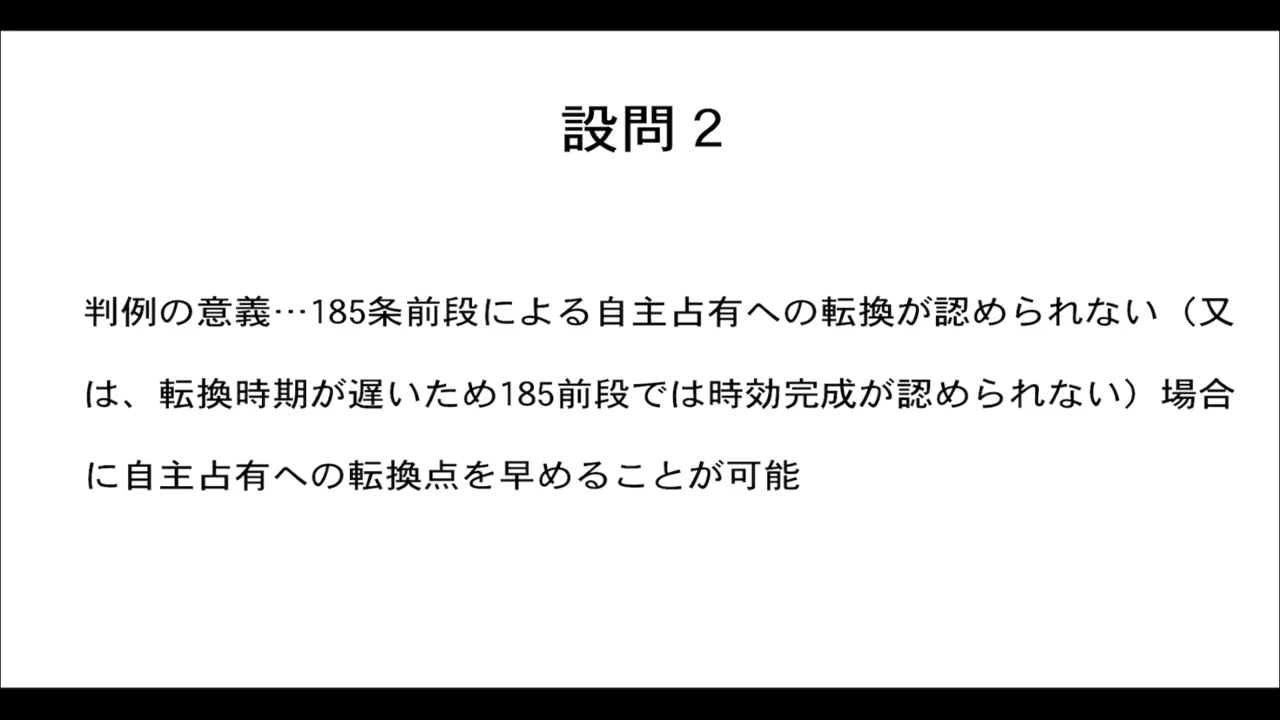 設問２
判例の意義…185条前段による自主占有への転換が認められない（又
は、転換時期が遅いため185前段では時効完成が認められない）場合
に自主占有への転換点を早めることが可能